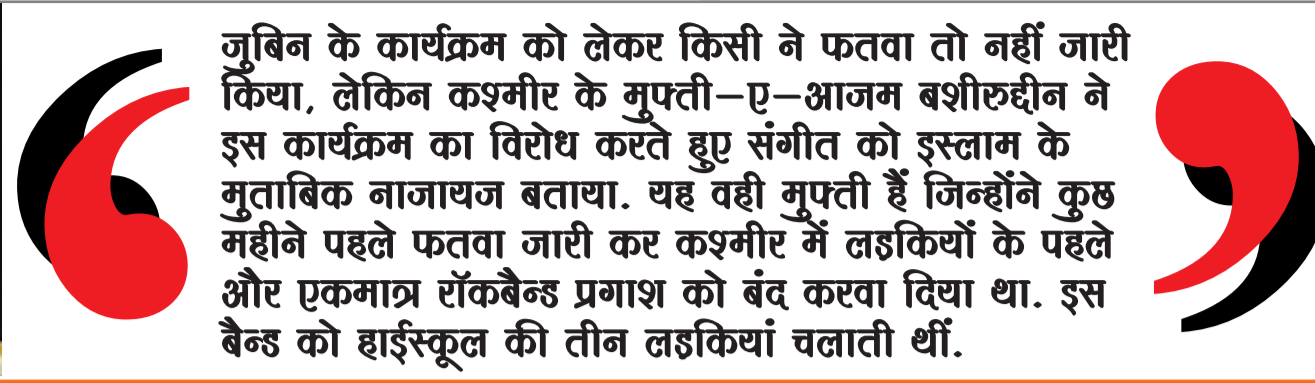 जुबिन के कार्यक्रम को लेकर किसी ने फतवा तो नहीं जारी
किया, लेकिन कश्मीर के मुफ्ती–ए–आजम बशीरुद्दीन ने
इस कार्यक्रम का विरोध करते हुए संगीत को इस्लाम के
मुताबिक नाजायज बताया. यह वही मुफ्ती हैं जिन्होंने कुछ
महीने पहले फतवा जारी कर कश्मीर में लड़कियों के पहले
और एकमात्र रॉकबैन्ड प्रगाश को बंद करवा दिया था. इस
बैन्ड को हाईस्कूल की तीन लड़कियां चलाती थीं.